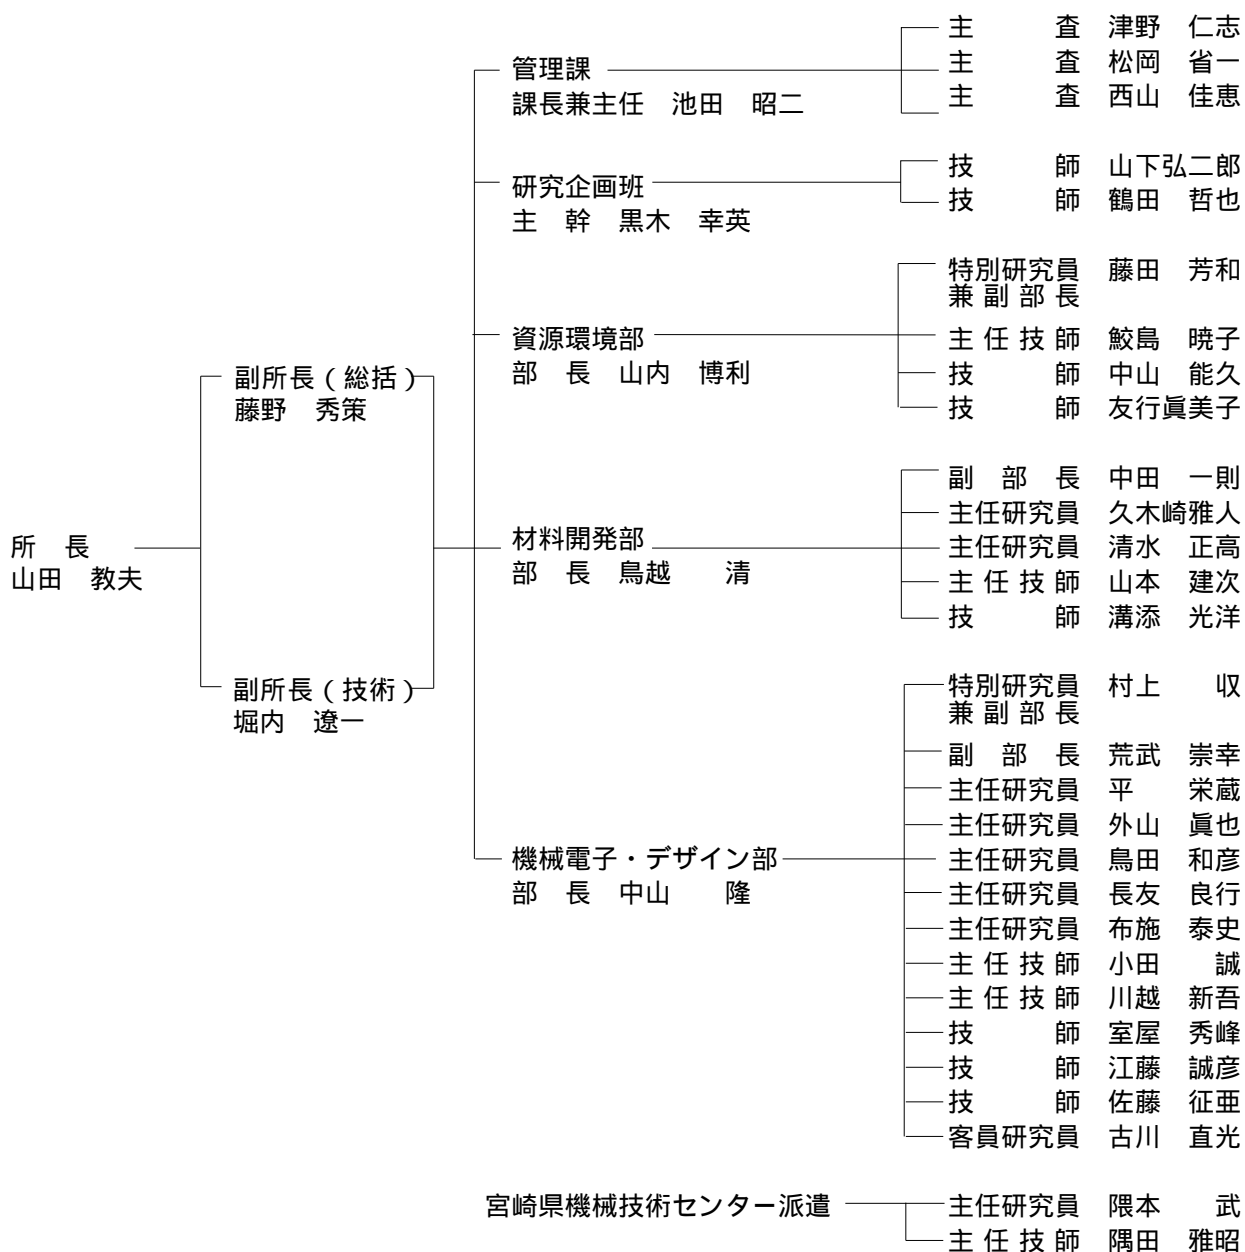 所　長
山田　教夫
副所長（総括）
藤野　秀策
副所長（技術）
堀内　遼一
管理課
課長兼主任　池田　昭二
主　　　査　津野　仁志
主　　　査　松岡　省一
主　　　査　西山　佳恵
研究企画班
主　幹　黒木　幸英
技　　　師　山下弘二郎
技　　　師　鶴田　哲也
資源環境部
部　長　山内　博利
特別研究員　藤田　芳和
兼 副 部 長
主 任 技 師　鮫島　暁子
技　　　師　中山　能久
技　　　師　友行眞美子
材料開発部
部　長　鳥越　　清
副　部　長　中田　一則
主任研究員　久木崎雅人
主任研究員　清水　正高
主 任 技 師　山本　建次
技　　　師　溝添　光洋
機械電子・デザイン部
部　長　中山　　隆
特別研究員　村上　　収
兼 副 部 長
副　部　長　荒武　崇幸
主任研究員　平　　栄蔵
主任研究員　外山　眞也
主任研究員　鳥田　和彦
主任研究員　長友　良行
主任研究員　布施　泰史
主 任 技 師　小田　　誠
主 任 技 師　川越　新吾
技　　　師　室屋　秀峰
技　　　師　江藤　誠彦
技　　　師　佐藤　征亜
客員研究員　古川　直光
宮崎県機械技術センター派遣
主任研究員　隈本　　武
主 任 技 師　隅田　雅昭